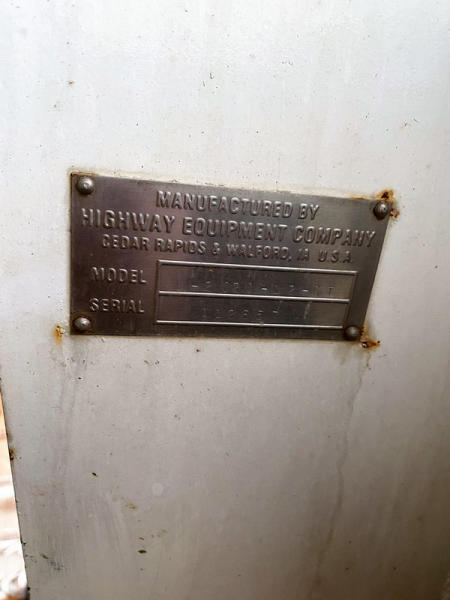 MANUFACTURED BY
HIGHWAY EQUIPMENT COMPANY
CEDAR RAPIDS & WALFORD, IA U.S.A.
MODEL
SERIAL